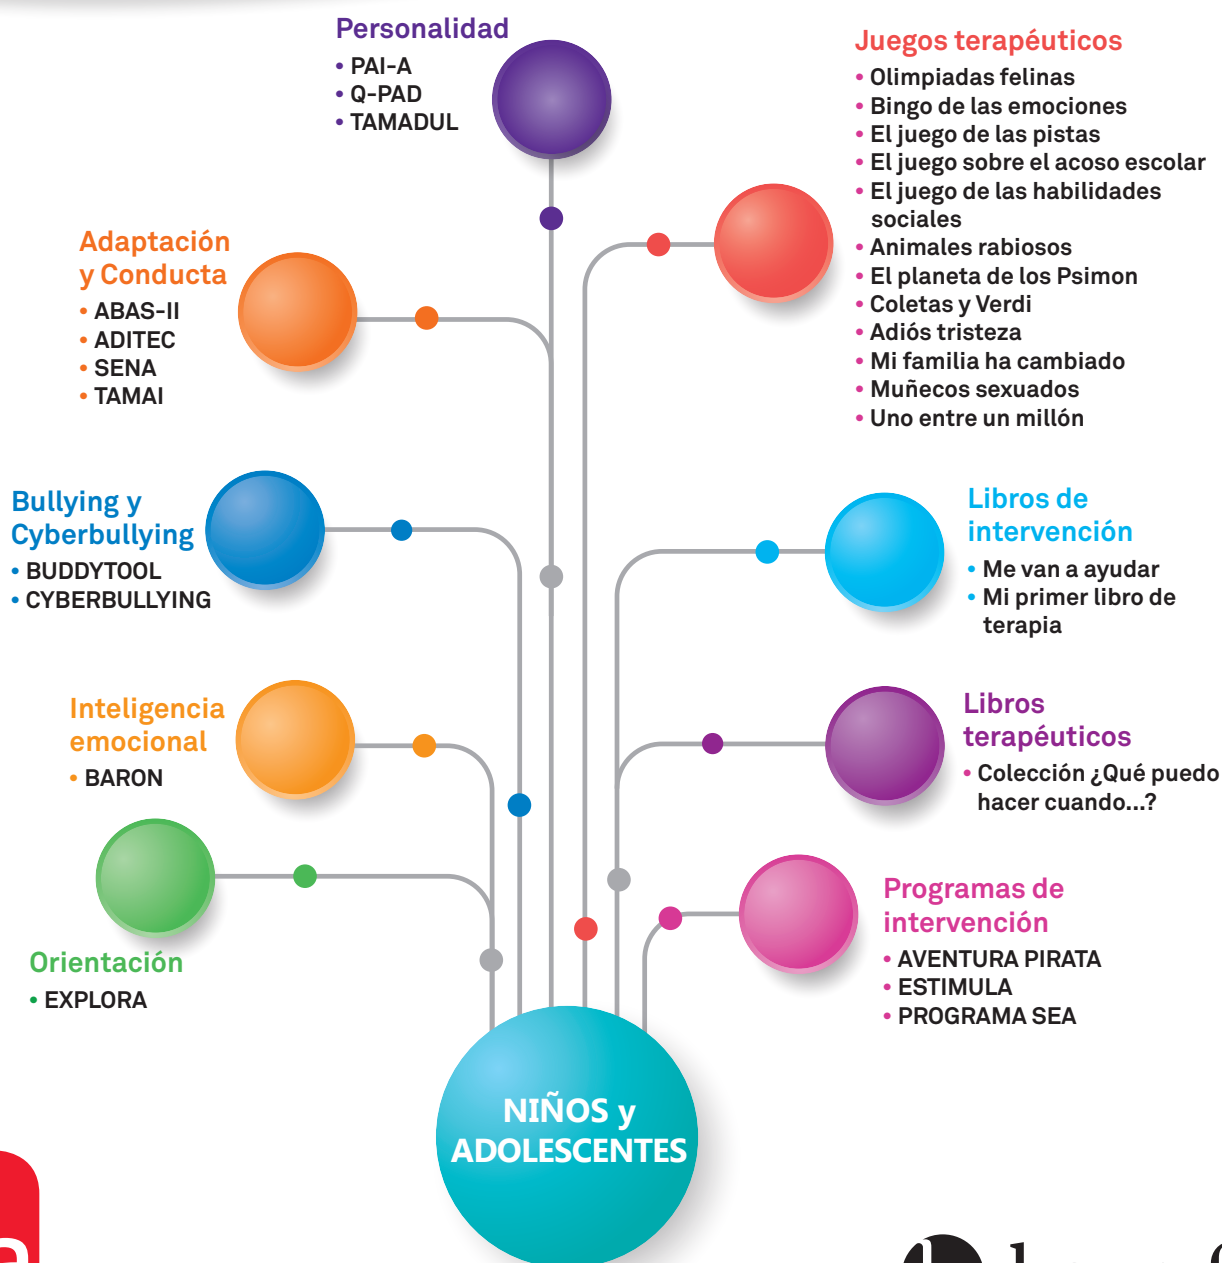 Personalidad
• PAI-A
• Q-PAD
• TAMADUL
Juegos terapéuticos
• Olimpiadas felinas
• Bingo de las emociones
• El juego de las pistas
• El juego sobre el acoso escolar
• El juego de las habilidades
sociales
• Animales rabiosos
• El planeta de los Psimon
• Coletas y Verdi
• Adiós tristeza
• Mi familia ha cambiado
• Muñecos sexuados
• Uno entre un millón
Adaptación
y Conducta
• ABAS-II
• ADITEC
• SENA
• TAMAI
Bullying y
Cyberbullying
• BUDDYTOOL
• CYBERBULLYING
Libros de
intervención
• Me van a ayudar
• Mi primer libro de
terapia
Inteligencia
emocional
• BARON
Libros
terapéuticos
• Colección ¿Qué puedo
hacer cuando...?
Orientación
• EXPLORA
Programas de
intervención
• AVENTURA PIRATA
• ESTIMULA
• PROGRAMA SEA
NIÑOS y
ADOLESCENTES